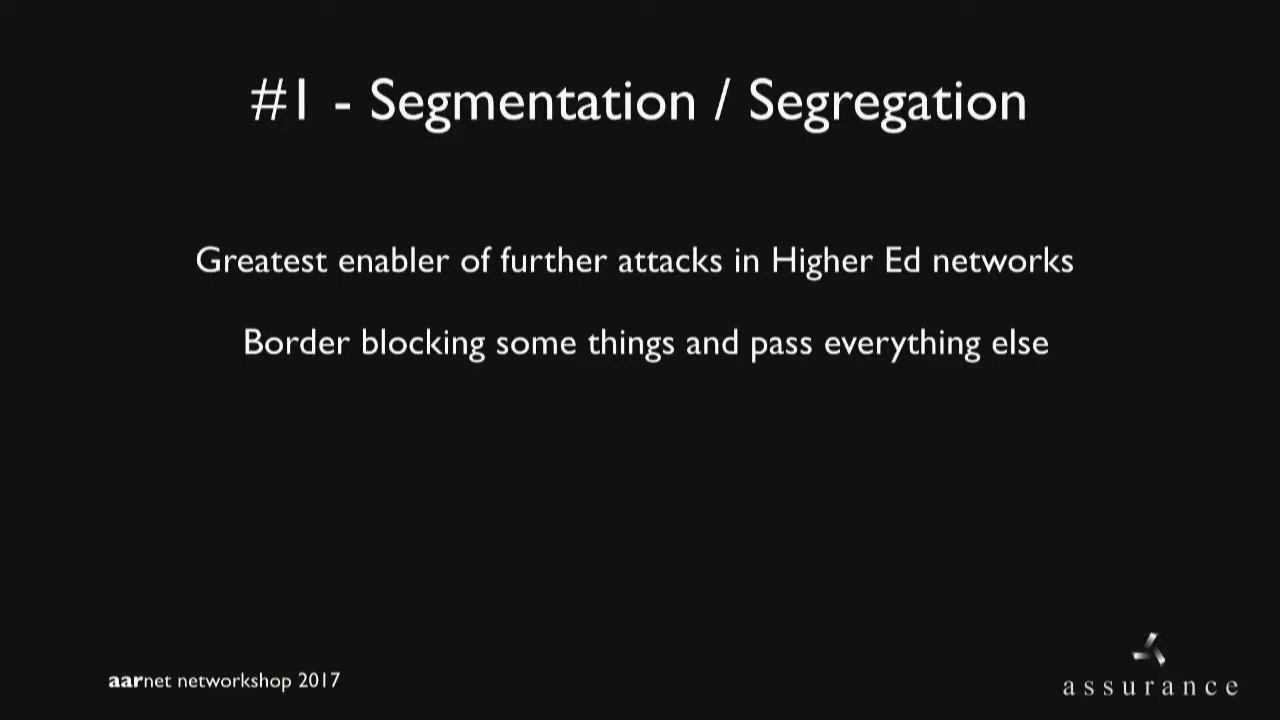 #1 - Segmentation / Segregation
Greatest enabler of further attacks in Higher Ed networks
Border blocking some things and pass everything else
aarnet networkshop 2017
assurance